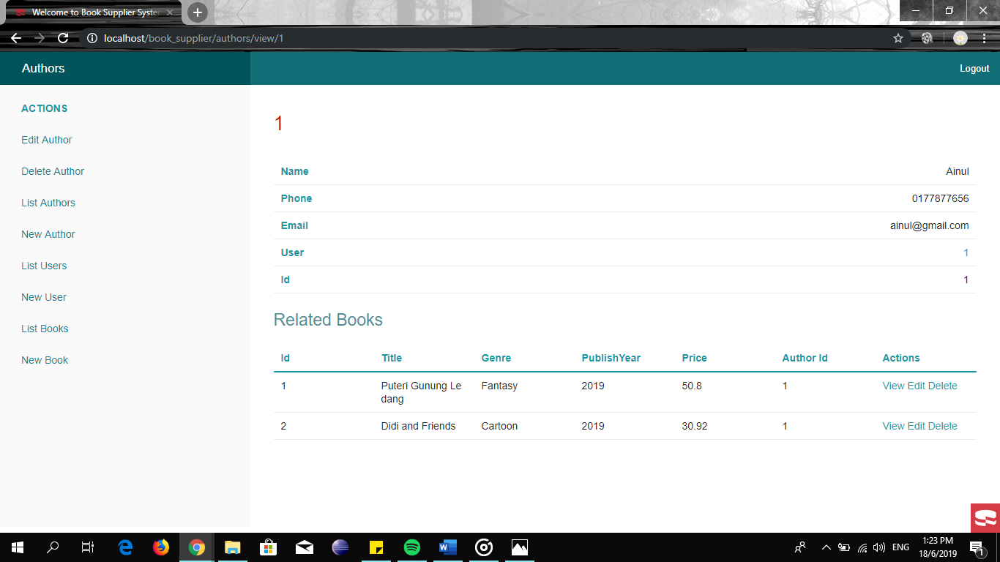 Welcome to Book Supplier Syste
localhost/book_supplier/authors/view/1
Authors
Logout
ACTIONS
Edit Author
Delete Author
List Authors
New Author
List Users
New User
List Books
New Book
1
Name Ainul
Phone 0177877656
Email ainul@gmail.com
User 1
Id 1
Related Books
Id Title Genre PublishYear Price Author Id Actions
1 Puteri Gunung Le Fantasy 2019 50.8 1 View Edit Delete
dang
2 Didi and Friends Cartoon 2019 30.92 1 View Edit Delete
ENG
1:23 PM
18/6/2019
1